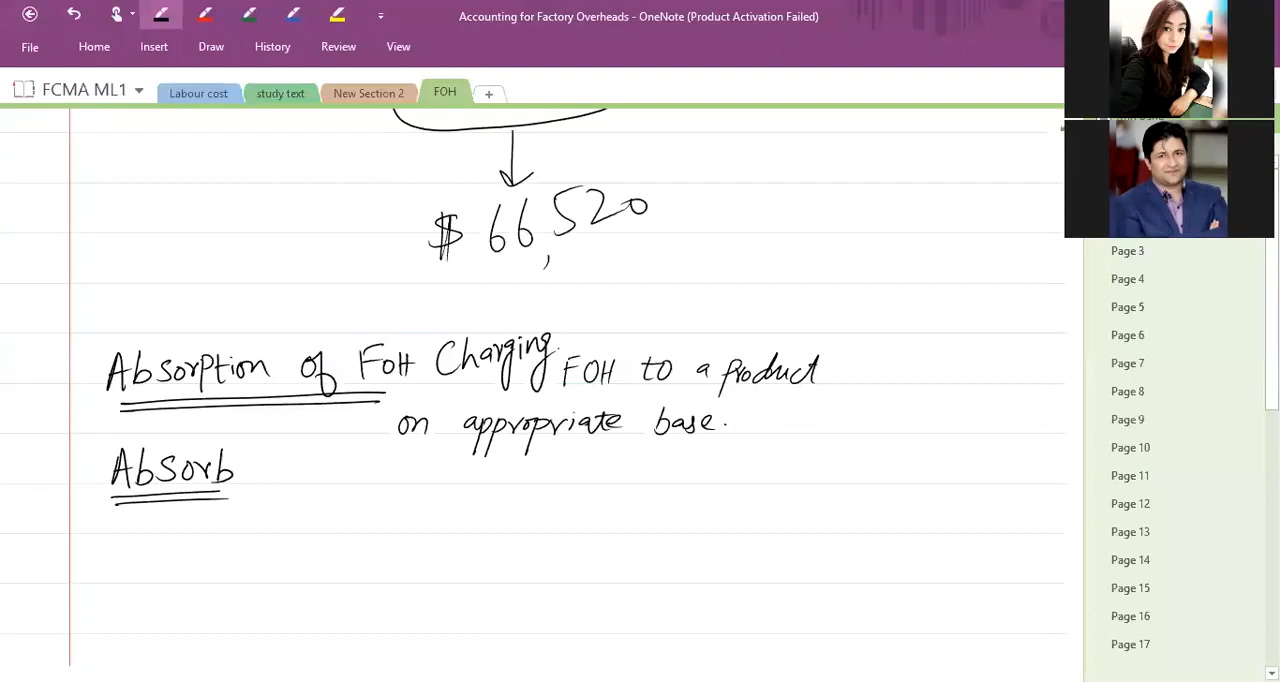 Accounting for Factory Overheads - OneNote (Product Activation Failed)
File Home Insert Draw History Review View
FCMA ML1 Labour cost study text New Section 2 FOH +
$ 66,520
Absorption of FOH Charging FOH to a product
on appropriate base.
Absorb
Page 3
Page 4
Page 5
Page 6
Page 7
Page 8
Page 9
Page 10
Page 11
Page 12
Page 13
Page 14
Page 15
Page 16
Page 17